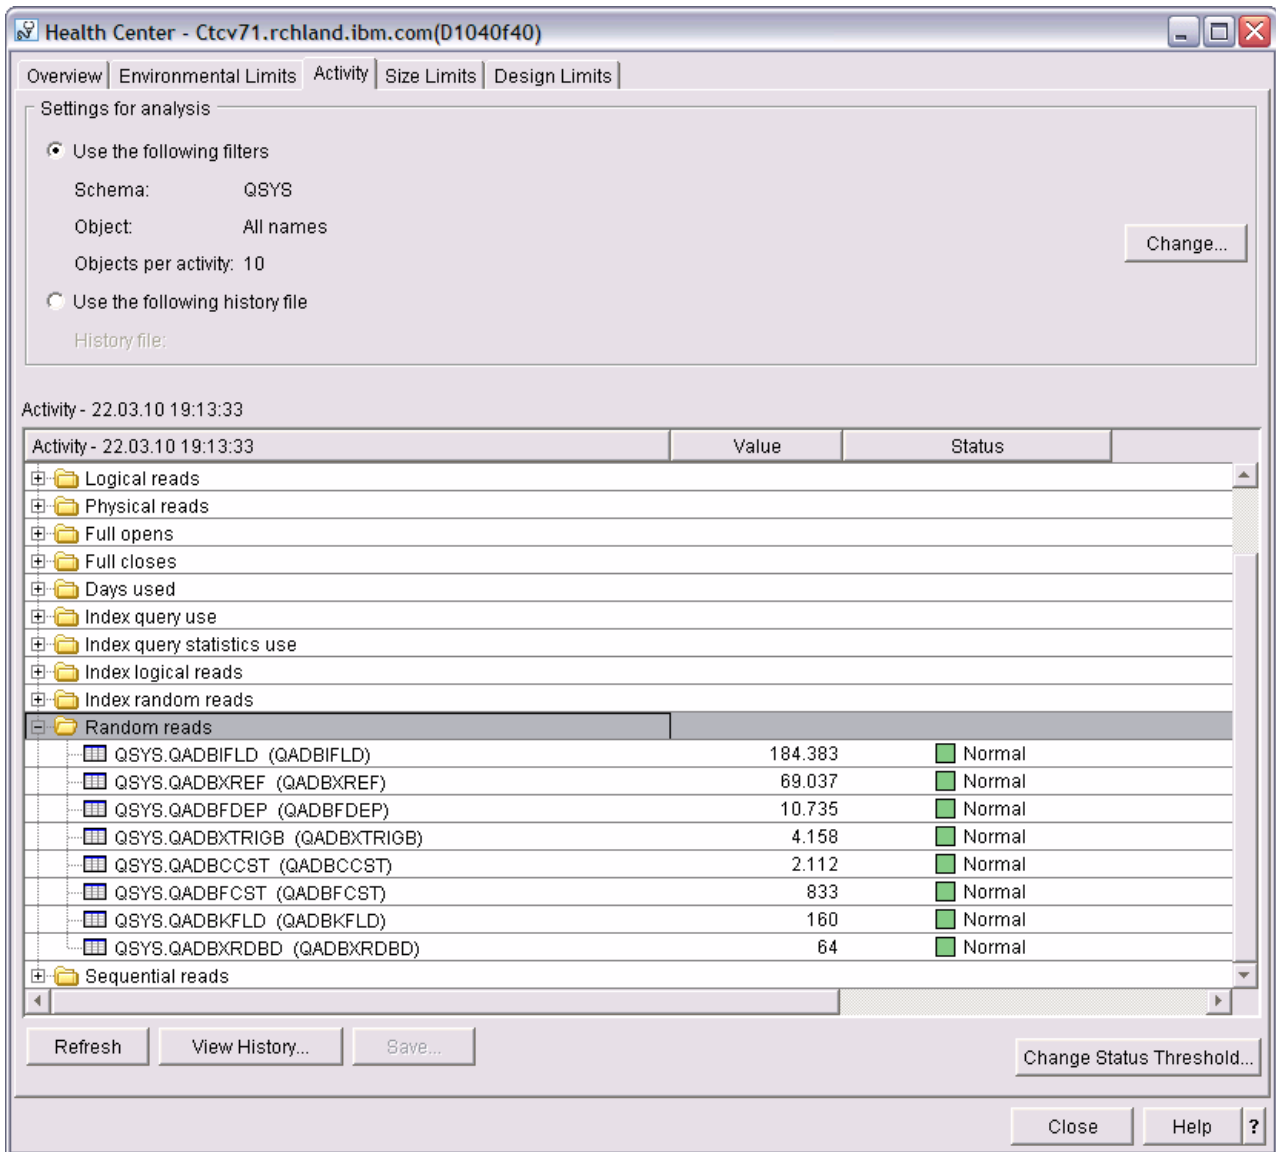 Health Center - Ctcv71.rchland.ibm.com(D1040f40)
Overview Environmental Limits Activity Size Limits Design Limits
Settings for analysis
Use the following filters
Schema: QSYS
Object: All names
Change...
Objects per activity: 10
Use the following history file
History file:
Activity - 22.03.10 19:13:33
Activity - 22.03.10 19:13:33 Value Status
Logical reads
Physical reads
Full opens
Full closes
Days used
Index query use
Index query statistics use
Index logical reads
Index random reads
Random reads
QSYS.QADBIFLD (QADBIFLD) 184.383 Normal
QSYS.QADBXREF (QADBXREF) 69.037 Normal
QSYS.QADBFDEP (QADBFDEP) 10.735 Normal
QSYS.QADBXTRIGB (QADBXTRIGB) 4.158 Normal
QSYS.QADBCCST (QADBCCST) 2.112 Normal
QSYS.QADBFCST (QADBFCST) 833 Normal
QSYS.QADBKFLD (QADBKFLD) 160 Normal
QSYS.QADBXRDBD (QADBXRDBD) 64 Normal
Sequential reads
Refresh View History... Save... Change Status Threshold...
Close Help ?